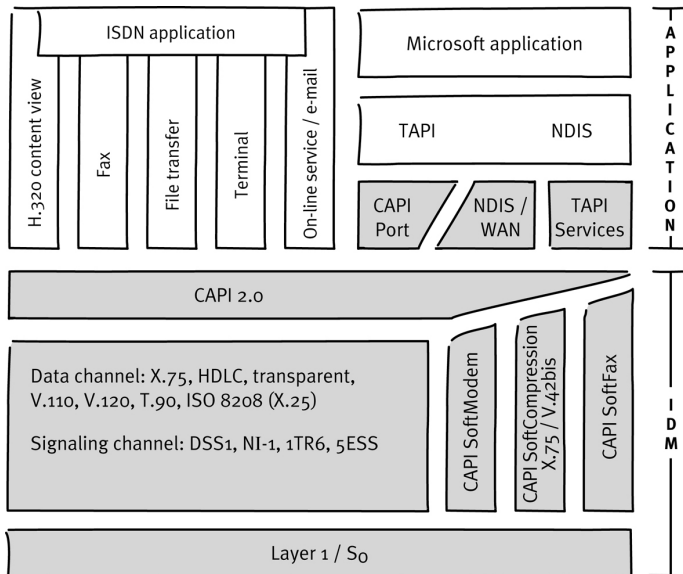 ISDN application
H.320 content view
Fax
File transfer
Terminal
On-line service / e-mail
Microsoft application
TAPI NDIS
CAPI
Port
NDIS /
WAN
TAPI
Services
APPLICATION
CAPI 2.0
Data channel: X.75, HDLC, transparent,
V.110, V.120, T.90, ISO 8208 (X.25)
Signaling channel: DSS1, NI-1, 1TR6, 5ESS
CAPI SoftModem
CAPI SoftCompression
X.75 / V.42bis
CAPI SoftFax
IDM
Layer 1 / S0